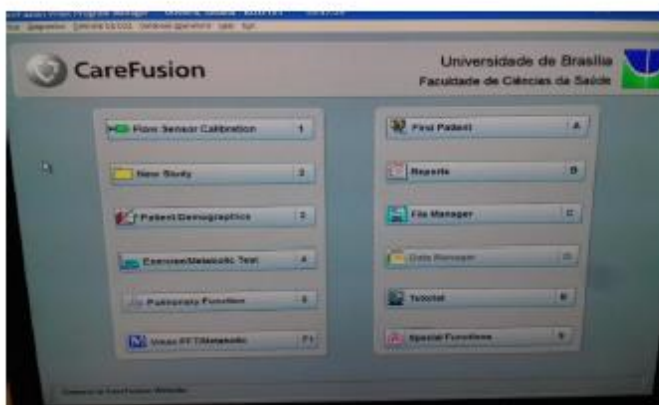 CareFusion
Universidade de Brasília
Faculdade de Ciências da Saúde
Flow Sensor Calibration 1
New Study 2
Patient Demographics 3
Exercise/Metabolic Test 4
Pulmonary Function 5
Vmax PFT/Metabolic F1
Find Patient A
Reports B
File Manager C
Data Manager D
Tutorial
Special Functions